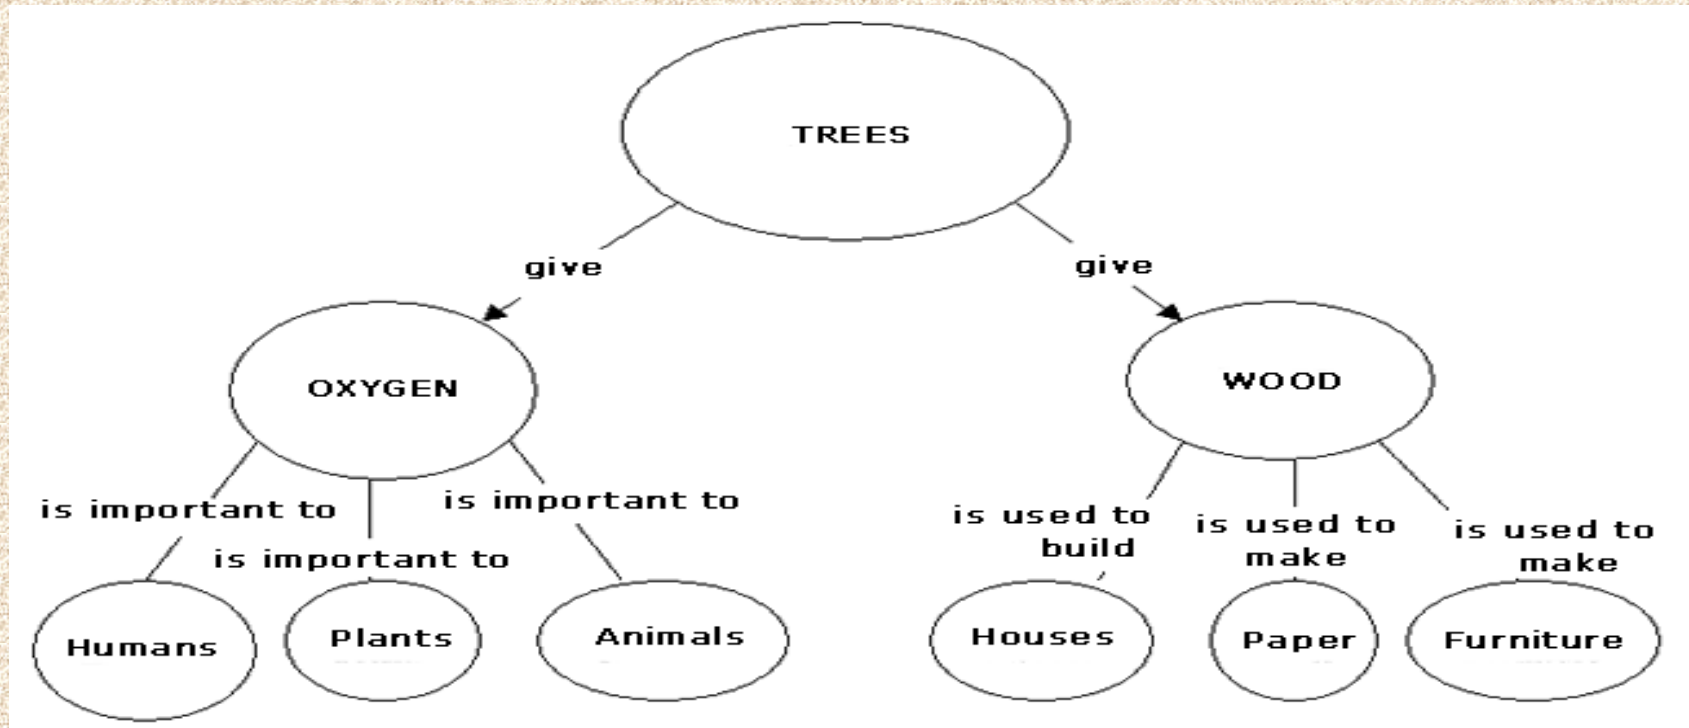 TREES
give
give
OXYGEN
WOOD
is important to
is important to
is important to
is used to
build
is used to
make
is used to
make
Humans
Plants
Animals
Houses
Paper
Furniture